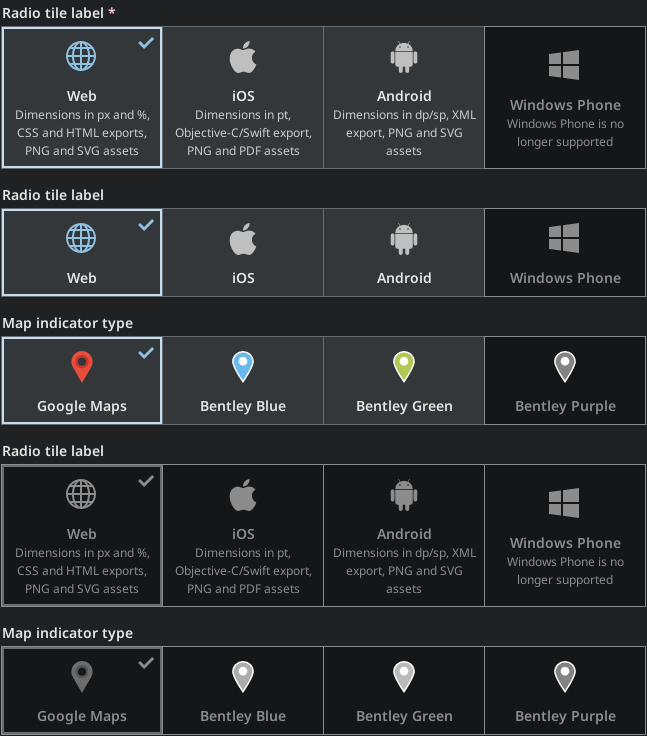 Radio tile label *
Web
Dimensions in px and %,
CSS and HTML exports,
PNG and SVG assets
iOS
Dimensions in pt,
Objective-C/Swift export,
PNG and PDF assets
Android
Dimensions in dp/sp, XML
export, PNG and SVG
assets
Windows Phone
Windows Phone is no
longer supported
Radio tile label
Web
iOS
Android
Windows Phone
Map indicator type
Google Maps
Bentley Blue
Bentley Green
Bentley Purple
Radio tile label
Web
Dimensions in px and %,
CSS and HTML exports,
PNG and SVG assets
iOS
Dimensions in pt,
Objective-C/Swift export,
PNG and PDF assets
Android
Dimensions in dp/sp, XML
export, PNG and SVG
assets
Windows Phone
Windows Phone is no
longer supported
Map indicator type
Google Maps
Bentley Blue
Bentley Green
Bentley Purple